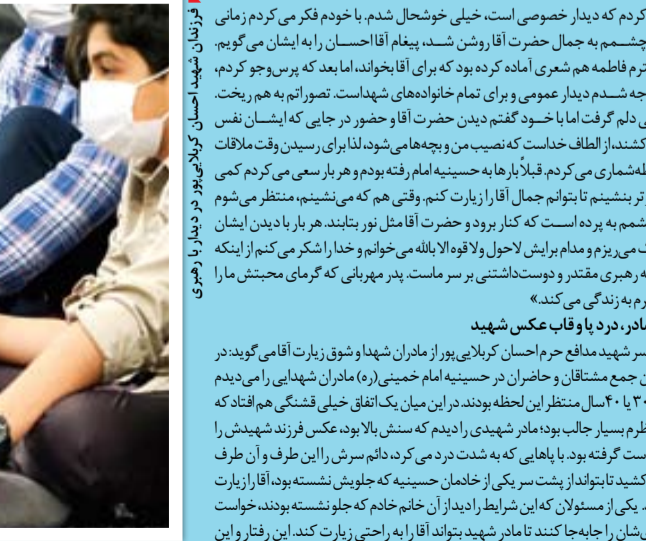 کردم که دیدار خصوصی است، خیلی خوشحال شدم. با خودم فکر می‌کردم زمانی
چشمم به جمال حضرت آقا روشن شد، پیغام آقا احسان را به ایشان می‌گویم.
فاطمه هم شعری آماده کرده بود که برای آقا بخواند، اما بعد که پرس‌وجو کردم،
شدم دیدار عمومی و برای تمام خانواده‌های شهداست. تصوراتم به هم ریخت.
دلم گرفت اما با خود گفتم دیدن حضرت آقا و حضور در جایی که ایشان نفس
کشند، از الطاف خداست که نصیب من و بچه‌ها می‌شود، لذا برای رسیدن وقت ملاقات
شماری می‌کردم. قبلاً بارها به حسینیه امام رفته بودم و هر بار سعی می‌کردم کمی
بنشینم تا بتوانم جمال آقا را زیارت کنم. وقتی هم که می‌نشینم، منتظر می‌شوم
به پرده است که کنار برود و حضرت آقا مثل نور بتابند. هر بار با دیدن ایشان
می‌ریزم و مدام برایش لاحول ولا قوه الا بالله می‌خوانم و خدا را شکر می‌کنم از اینکه
رهبری مقتدر و دوست‌داشتنی بر سر ماست. پدر مهربانی که گرمای محبتش ما را
به زندگی می‌کند.»
مادر، درد پا و قاب عکس شهید
شهید مدافع حرم احسان کربلایی‌پور از مادران شهدا و شوق زیارت آقا می‌گوید: در
جمع مشتاقان و حاضران در حسینیه امام خمینی(ره) مادران شهدایی را می‌دیدم
۳۰ یا ۴۰ سال منتظر این لحظه بودند. در این میان یک اتفاق خیلی قشنگی هم افتاد که
بسیار جالب بود؛ مادر شهیدی را دیدم که سنش بالا بود، عکس فرزند شهیدش را
گرفته بود. با پاهایی که به شدت درد می‌کرد، دائم سرش را این طرف و آن طرف
کشید تا بتواند از پشت سر یکی از خادمان حسینیه که جلویش نشسته بود، آقا را زیارت
یکی از مسئولان که این شرایط را دید از آن خانم خادم که جلو نشسته بودند، خواست
شان را جابه‌جا کنند تا مادر شهید بتواند آقا را به راحتی زیارت کند. این رفتار و این
فرزندان شهید احسان کربلایی‌پور در دیدار با رهبری